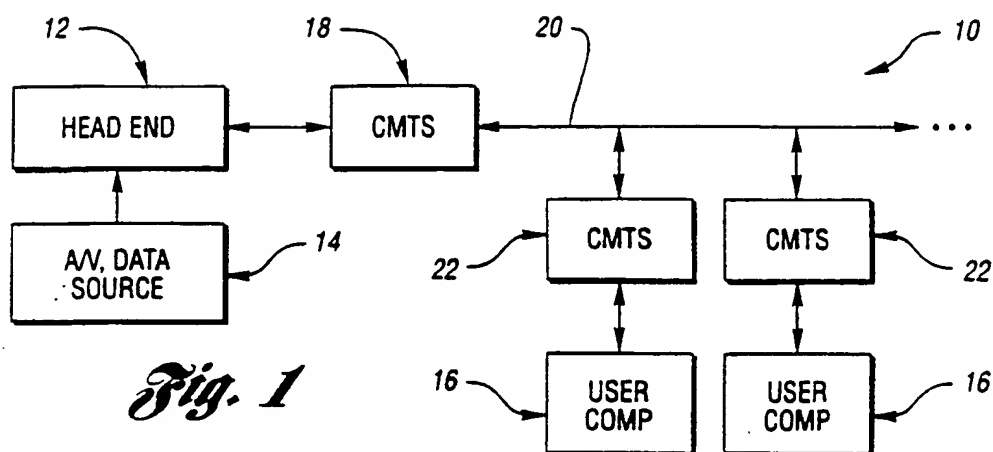 12
18
20
10
HEAD END
CMTS
...
A/V, DATA
SOURCE
14
22
CMTS
CMTS
22
Fig. 1
16
USER
COMP
USER
COMP
16